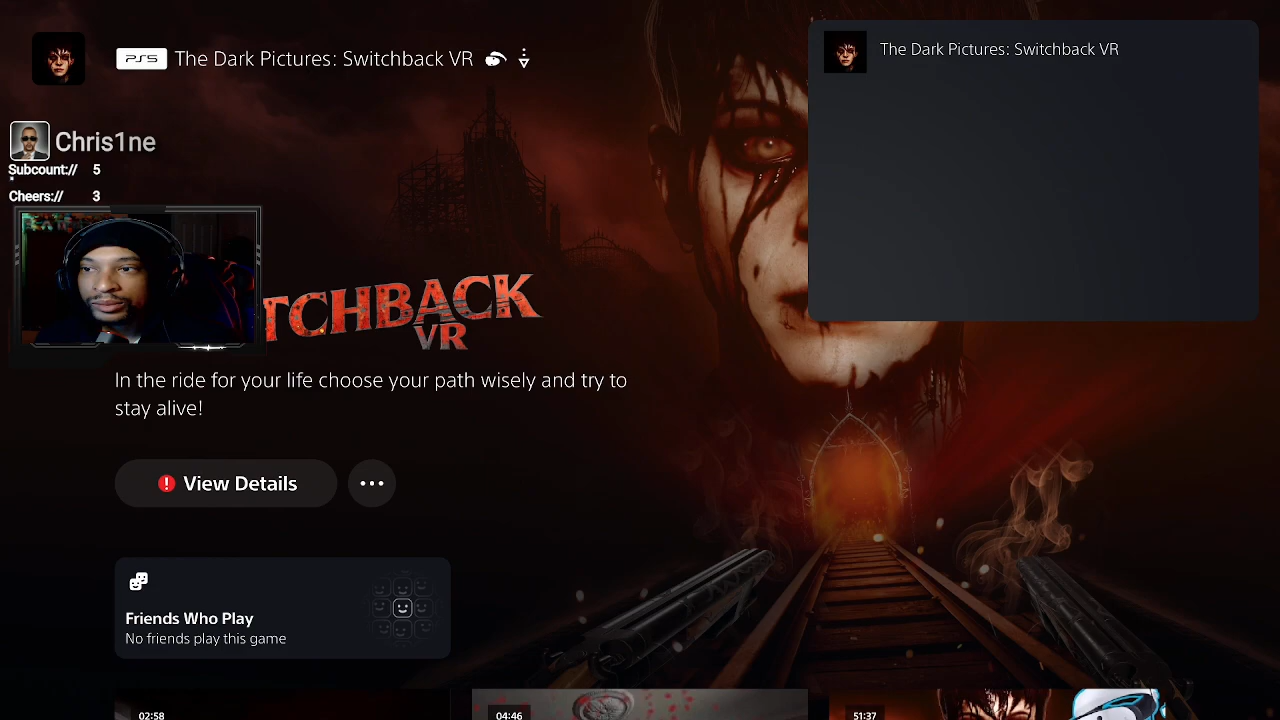 PS5 The Dark Pictures: Switchback VR
The Dark Pictures: Switchback VR
Chris1ne
Subcount:// 5
Cheers:// 3
TCHBACK
VR
In the ride for your life choose your path wisely and try to
stay alive!
! View Details
Friends Who Play
No friends play this game
02:58
04:46
51:37